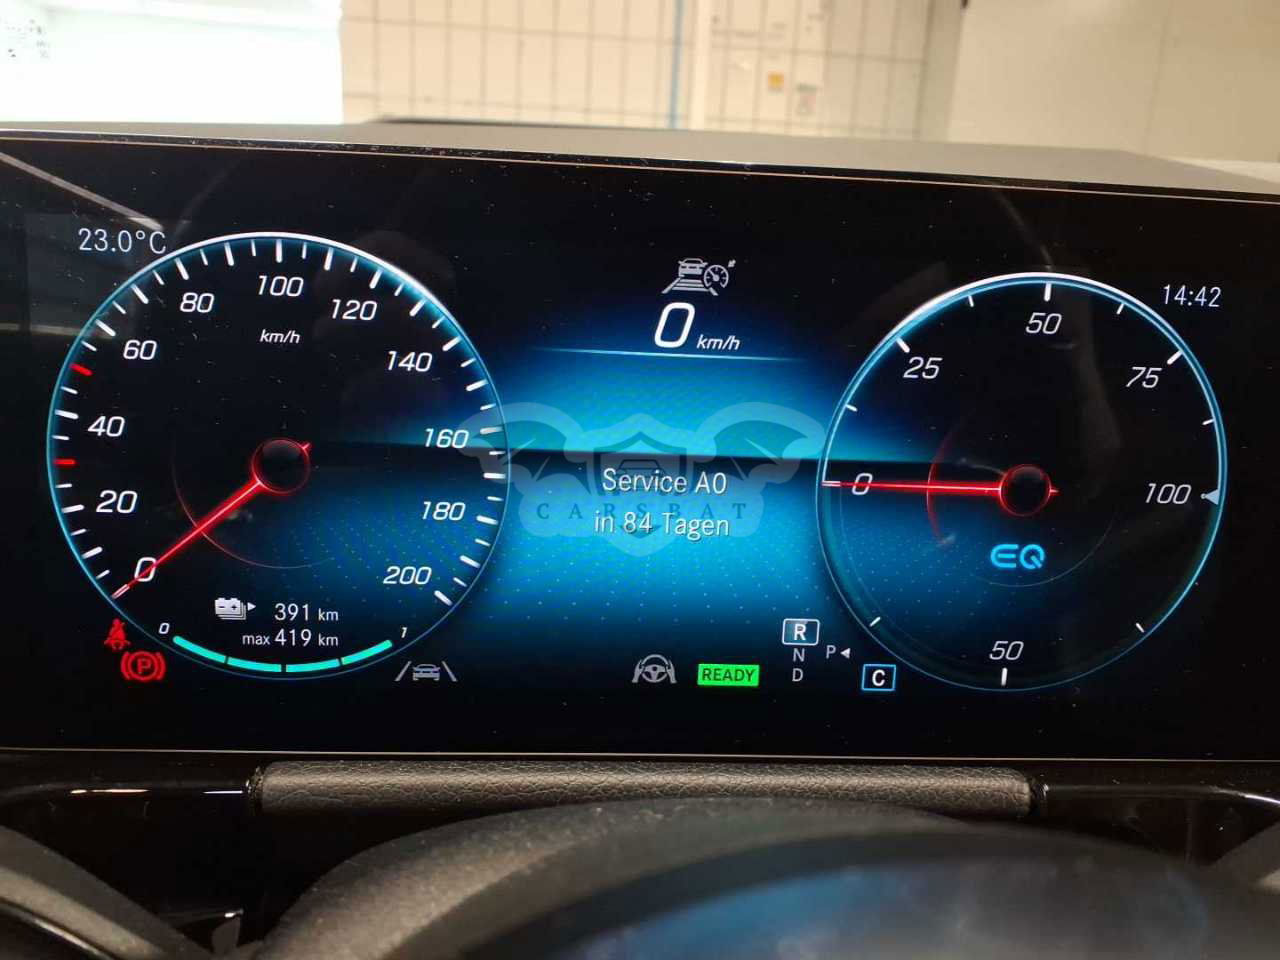 23.0°C
14:42
0 km/h
0
20
40
60
80
100
120
140
160
180
200
km/h
Service A0
in 84 Tagen
CARSBAT
0
25
50
75
100
50
EQ
391 km
max 419 km
0
1
P
READY
R
N
D
P
C